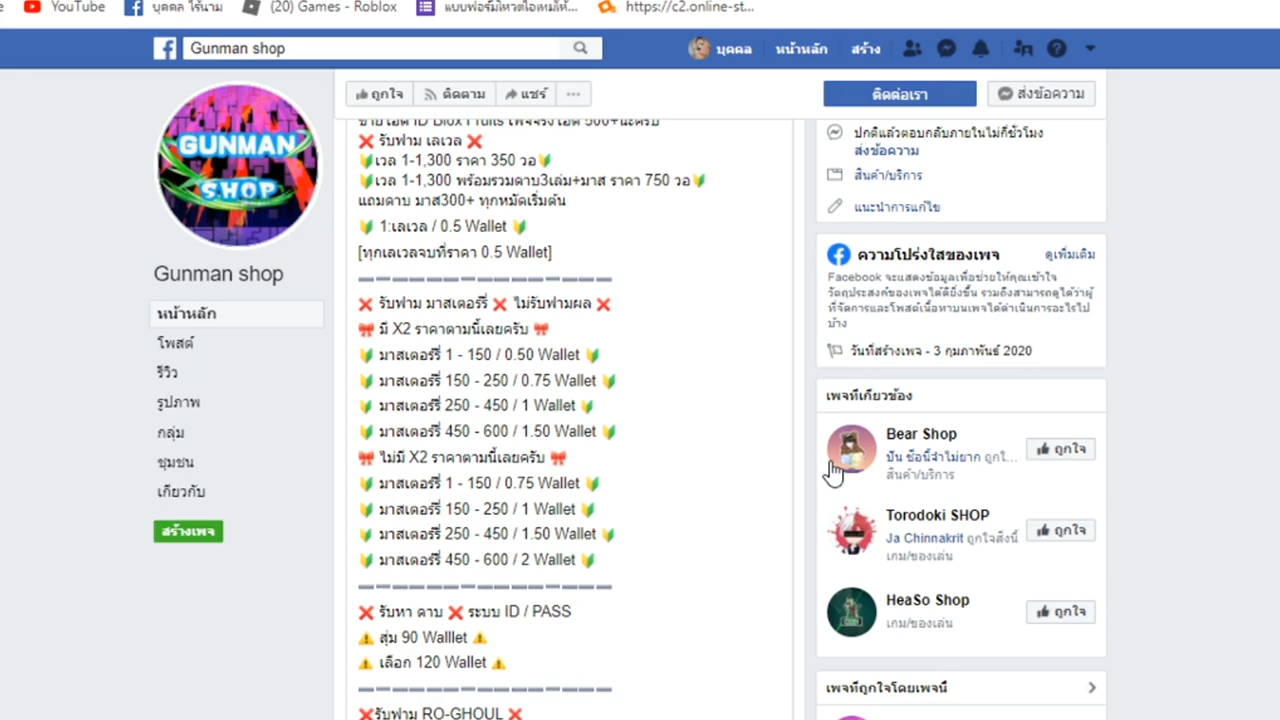 YouTube
บุคคล ไร้นาม
(20) Games - Roblox
https://c2.online-st...
Gunman shop
บุคคล
หน้าหลัก
สร้าง
GUNMAN
SHOP
Gunman shop
หน้าหลัก
โพสต์
รีวิว
รูปภาพ
กลุ่ม
ชุมชน
เกี่ยวกับ
สร้างเพจ
ถูกใจ
ติดตาม
แชร์
...
ติดต่อเรา
ส่งข้อความ
❌ รับฟาม เลเวล ❌
🔰เวล 1-1,300 ราคา 350 วอ🔰
🔰เวล 1-1,300 พร้อมรวมดาบ3เล่ม+มาส ราคา 750 วอ🔰
แถมดาบ มาส300+ ทุกหมัดเริ่มต้น
🔰 1:เลเวล / 0.5 Wallet 🔰
[ทุกเลเวลจบที่ราคา 0.5 Wallet]
➖➖➖➖➖➖➖➖➖➖➖➖➖➖
❌ รับฟาม มาสเตอร์รี่ ❌ ไม่รับฟามผล ❌
🎀 มี X2 ราคาตามนี้เลยครับ 🎀
🔰 มาสเตอร์รี่ 1 - 150 / 0.50 Wallet 🔰
🔰 มาสเตอร์รี่ 150 - 250 / 0.75 Wallet 🔰
🔰 มาสเตอร์รี่ 250 - 450 / 1 Wallet 🔰
🔰 มาสเตอร์รี่ 450 - 600 / 1.50 Wallet 🔰
🎀 ไม่มี X2 ราคาตามนี้เลยครับ 🎀
🔰 มาสเตอร์รี่ 1 - 150 / 0.75 Wallet 🔰
🔰 มาสเตอร์รี่ 150 - 250 / 1 Wallet 🔰
🔰 มาสเตอร์รี่ 250 - 450 / 1.50 Wallet 🔰
🔰 มาสเตอร์รี่ 450 - 600 / 2 Wallet 🔰
➖➖➖➖➖➖➖➖➖➖➖➖➖➖
❌ รับหา ดาบ ❌ ระบบ ID / PASS
⚠️ สุ่ม 90 Walllet ⚠️
⚠️ เลือก 120 Wallet ⚠️
➖➖➖➖➖➖➖➖➖➖➖➖➖➖
❌รับฟาม RO-GHOUL ❌
ปกติแล้วตอบกลับภายในไม่กี่ชั่วโมง
ส่งข้อความ
สินค้า/บริการ
แนะนำการแก้ไข
ความโปร่งใสของเพจ
ดูเพิ่มเติม
Facebook จะแสดงข้อมูลเพื่อช่วยให้คุณเข้าใจ
วัตถุประสงค์ของเพจได้ดียิ่งขึ้น รวมถึงสามารถดูได้ว่าผู้
ที่จัดการและโพสต์เนื้อหาบนเพจได้ดำเนินการอะไรไป
บ้าง
วันที่สร้างเพจ - 3 กุมภาพันธ์ 2020
เพจที่เกี่ยวข้อง
Bear Shop
ปัน ชื่อนี้จำไม่ยาก ถูกใ...
สินค้า/บริการ
ถูกใจ
Torodoki SHOP
Ja Chinnakrit ถูกใจสิ่งนี้
เกม/ของเล่น
ถูกใจ
HeaSo Shop
เกม/ของเล่น
ถูกใจ
เพจที่ถูกใจโดยเพจนี้